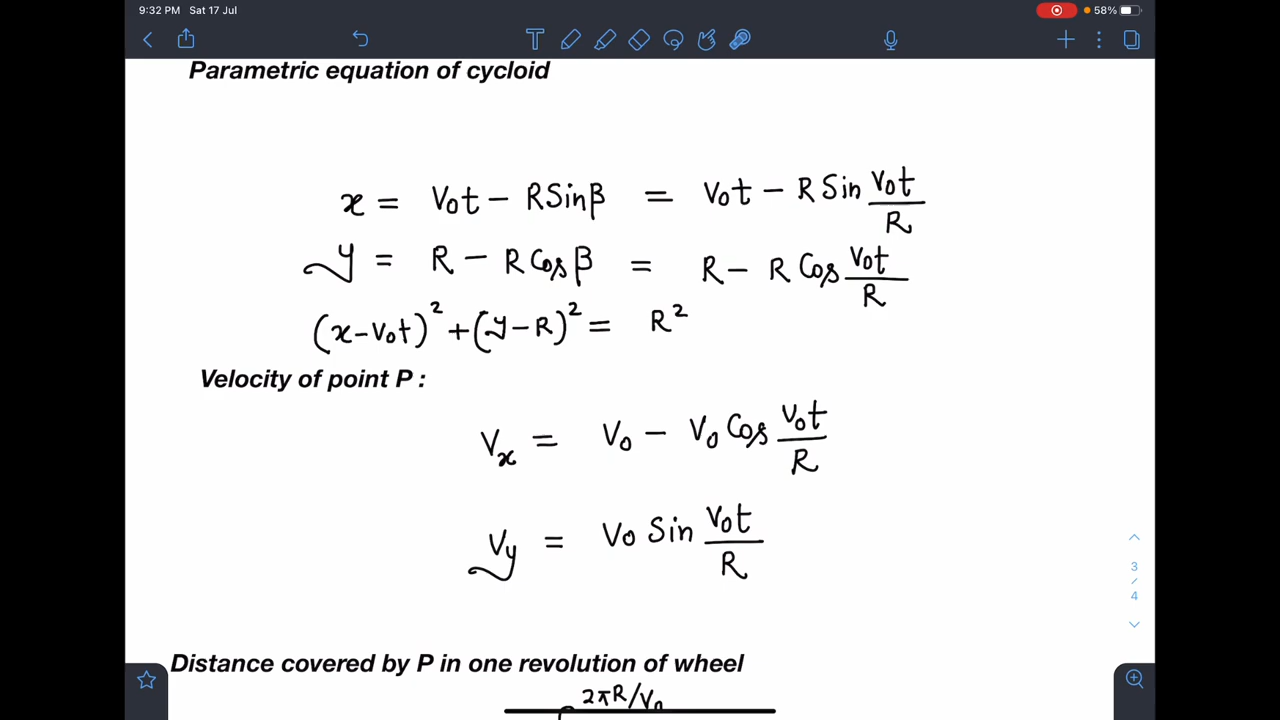 9:32 PM Sat 17 Jul 58%
Parametric equation of cycloid
x = V₀t − RSinβ = V₀t − R Sin V₀t/R
y = R − R Cosβ = R − R Cos V₀t/R
(x−V₀t)² + (y−R)² = R²
Velocity of point P :
Vₓ = V₀ − V₀ Cos V₀t/R
Vy = V₀ Sin V₀t/R
3
/
4
Distance covered by P in one revolution of wheel
2πR/V₀